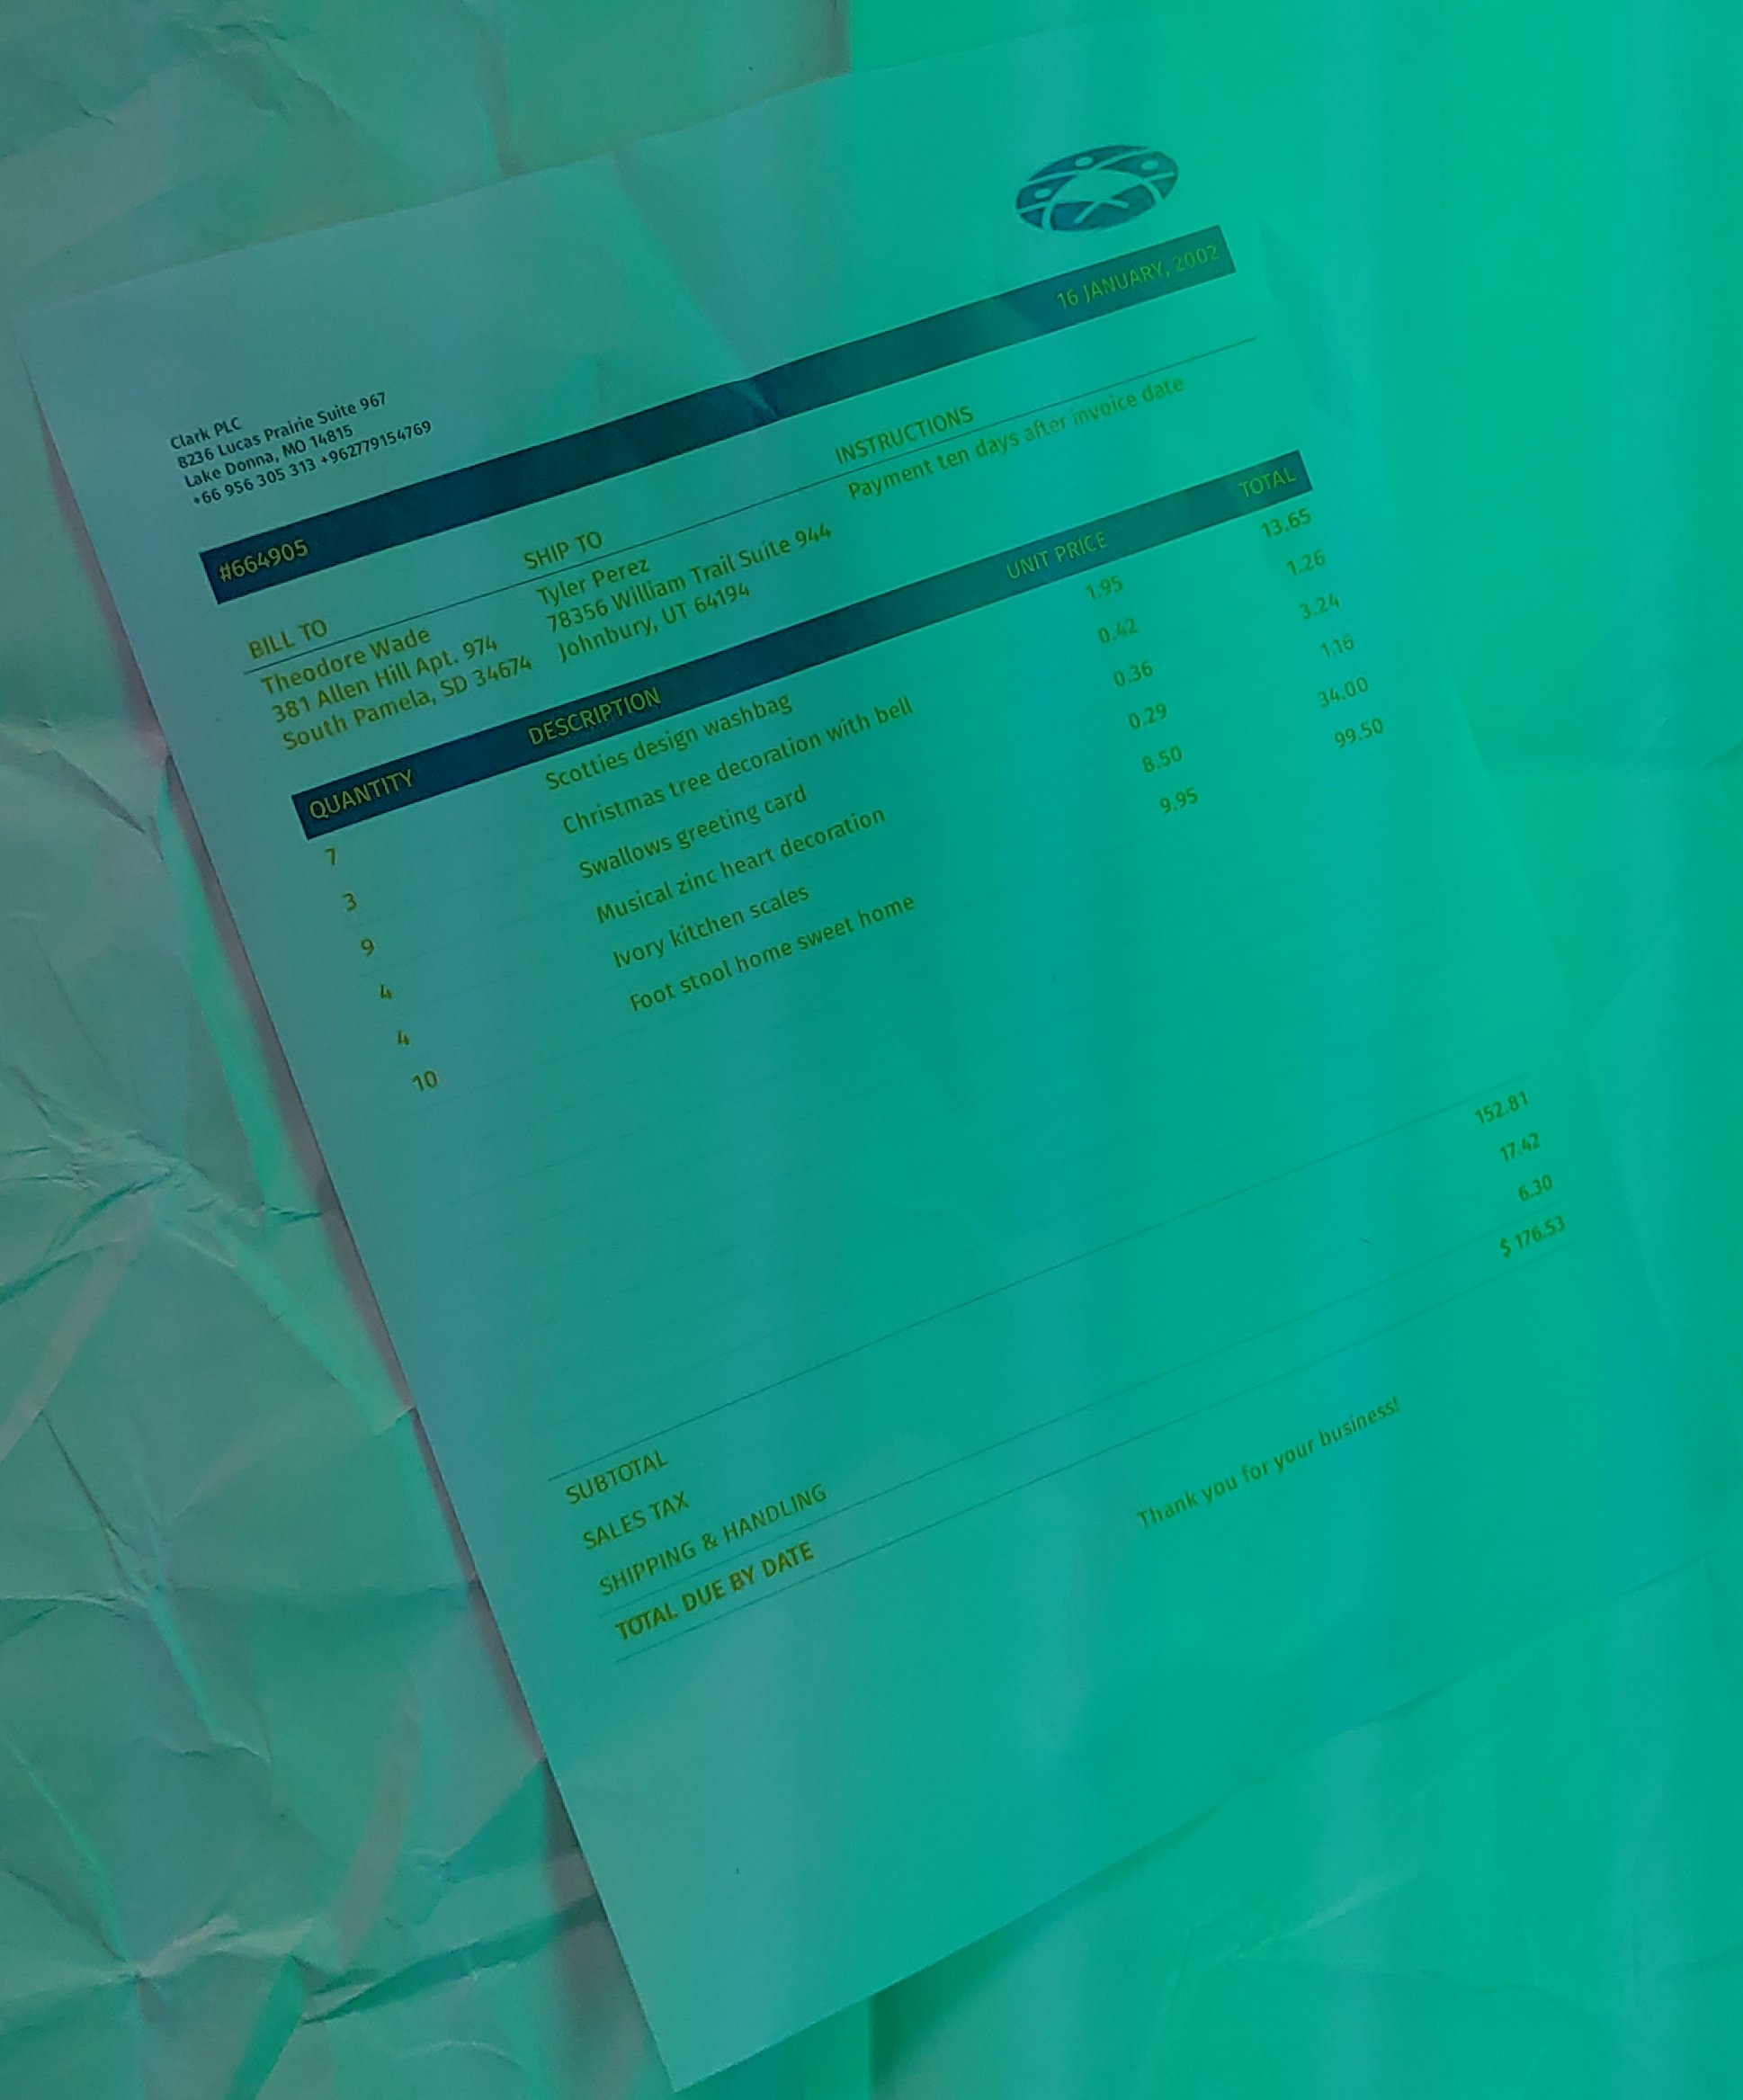 Clark PLC
8236 Lucas Prairie Suite 967
Lake Donna, MO 14815
+66 956 305 313 +962779154769
#664905 16 JANUARY, 2002
BILL TO SHIP TO INSTRUCTIONS
Theodore Wade Tyler Perez Payment ten days after invoice date
381 Allen Hill Apt. 974 78356 William Trail Suite 944
South Pamela, SD 34674 Johnbury, UT 64194
QUANTITY DESCRIPTION UNIT PRICE TOTAL
7 Scotties design washbag 1.95 13.65
3 Christmas tree decoration with bell 0.42 1.26
9 Swallows greeting card 0.36 3.24
4 Musical zinc heart decoration 0.29 1.16
4 Ivory kitchen scales 8.50 34.00
10 Foot stool home sweet home 9.95 99.50
SUBTOTAL 152.81
SALES TAX 17.42
SHIPPING & HANDLING 6.30
TOTAL DUE BY DATE $ 176.53
Thank you for your business!